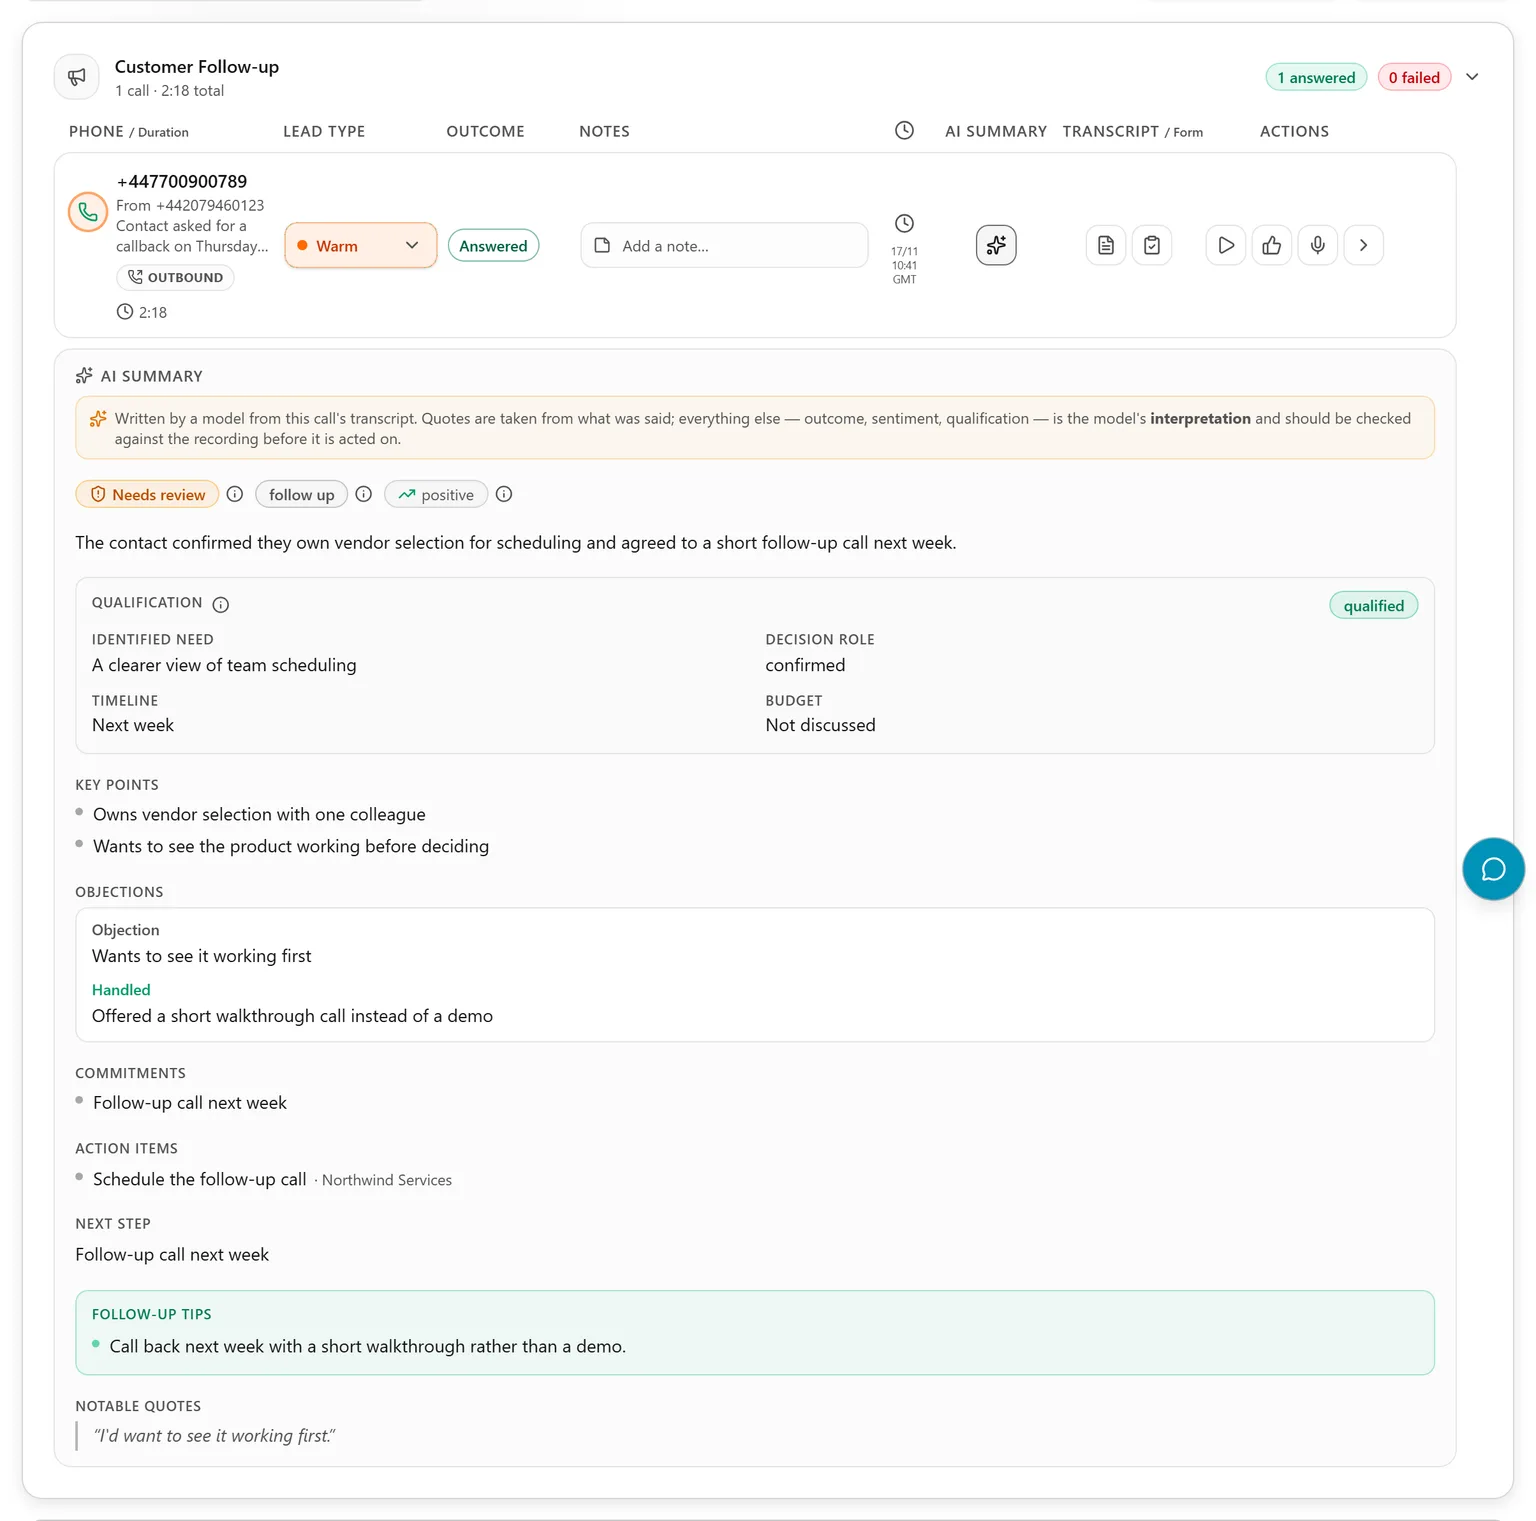 Customer Follow-up
1 call · 2:18 total
1 answered
0 failed
PHONE / Duration
LEAD TYPE
OUTCOME
NOTES
AI SUMMARY
TRANSCRIPT / Form
ACTIONS
+447700900789
From +442079460123
Contact asked for a
callback on Thursday...
OUTBOUND
2:18
Warm
Answered
Add a note...
17/11
10:41
GMT
AI SUMMARY
Written by a model from this call's transcript. Quotes are taken from what was said; everything else — outcome, sentiment, qualification — is the model's interpretation and should be checked
against the recording before it is acted on.
Needs review
follow up
positive
The contact confirmed they own vendor selection for scheduling and agreed to a short follow-up call next week.
QUALIFICATION
qualified
IDENTIFIED NEED
A clearer view of team scheduling
DECISION ROLE
confirmed
TIMELINE
Next week
BUDGET
Not discussed
KEY POINTS
Owns vendor selection with one colleague
Wants to see the product working before deciding
OBJECTIONS
Objection
Wants to see it working first
Handled
Offered a short walkthrough call instead of a demo
COMMITMENTS
Follow-up call next week
ACTION ITEMS
Schedule the follow-up call · Northwind Services
NEXT STEP
Follow-up call next week
FOLLOW-UP TIPS
Call back next week with a short walkthrough rather than a demo.
NOTABLE QUOTES
“I'd want to see it working first.”